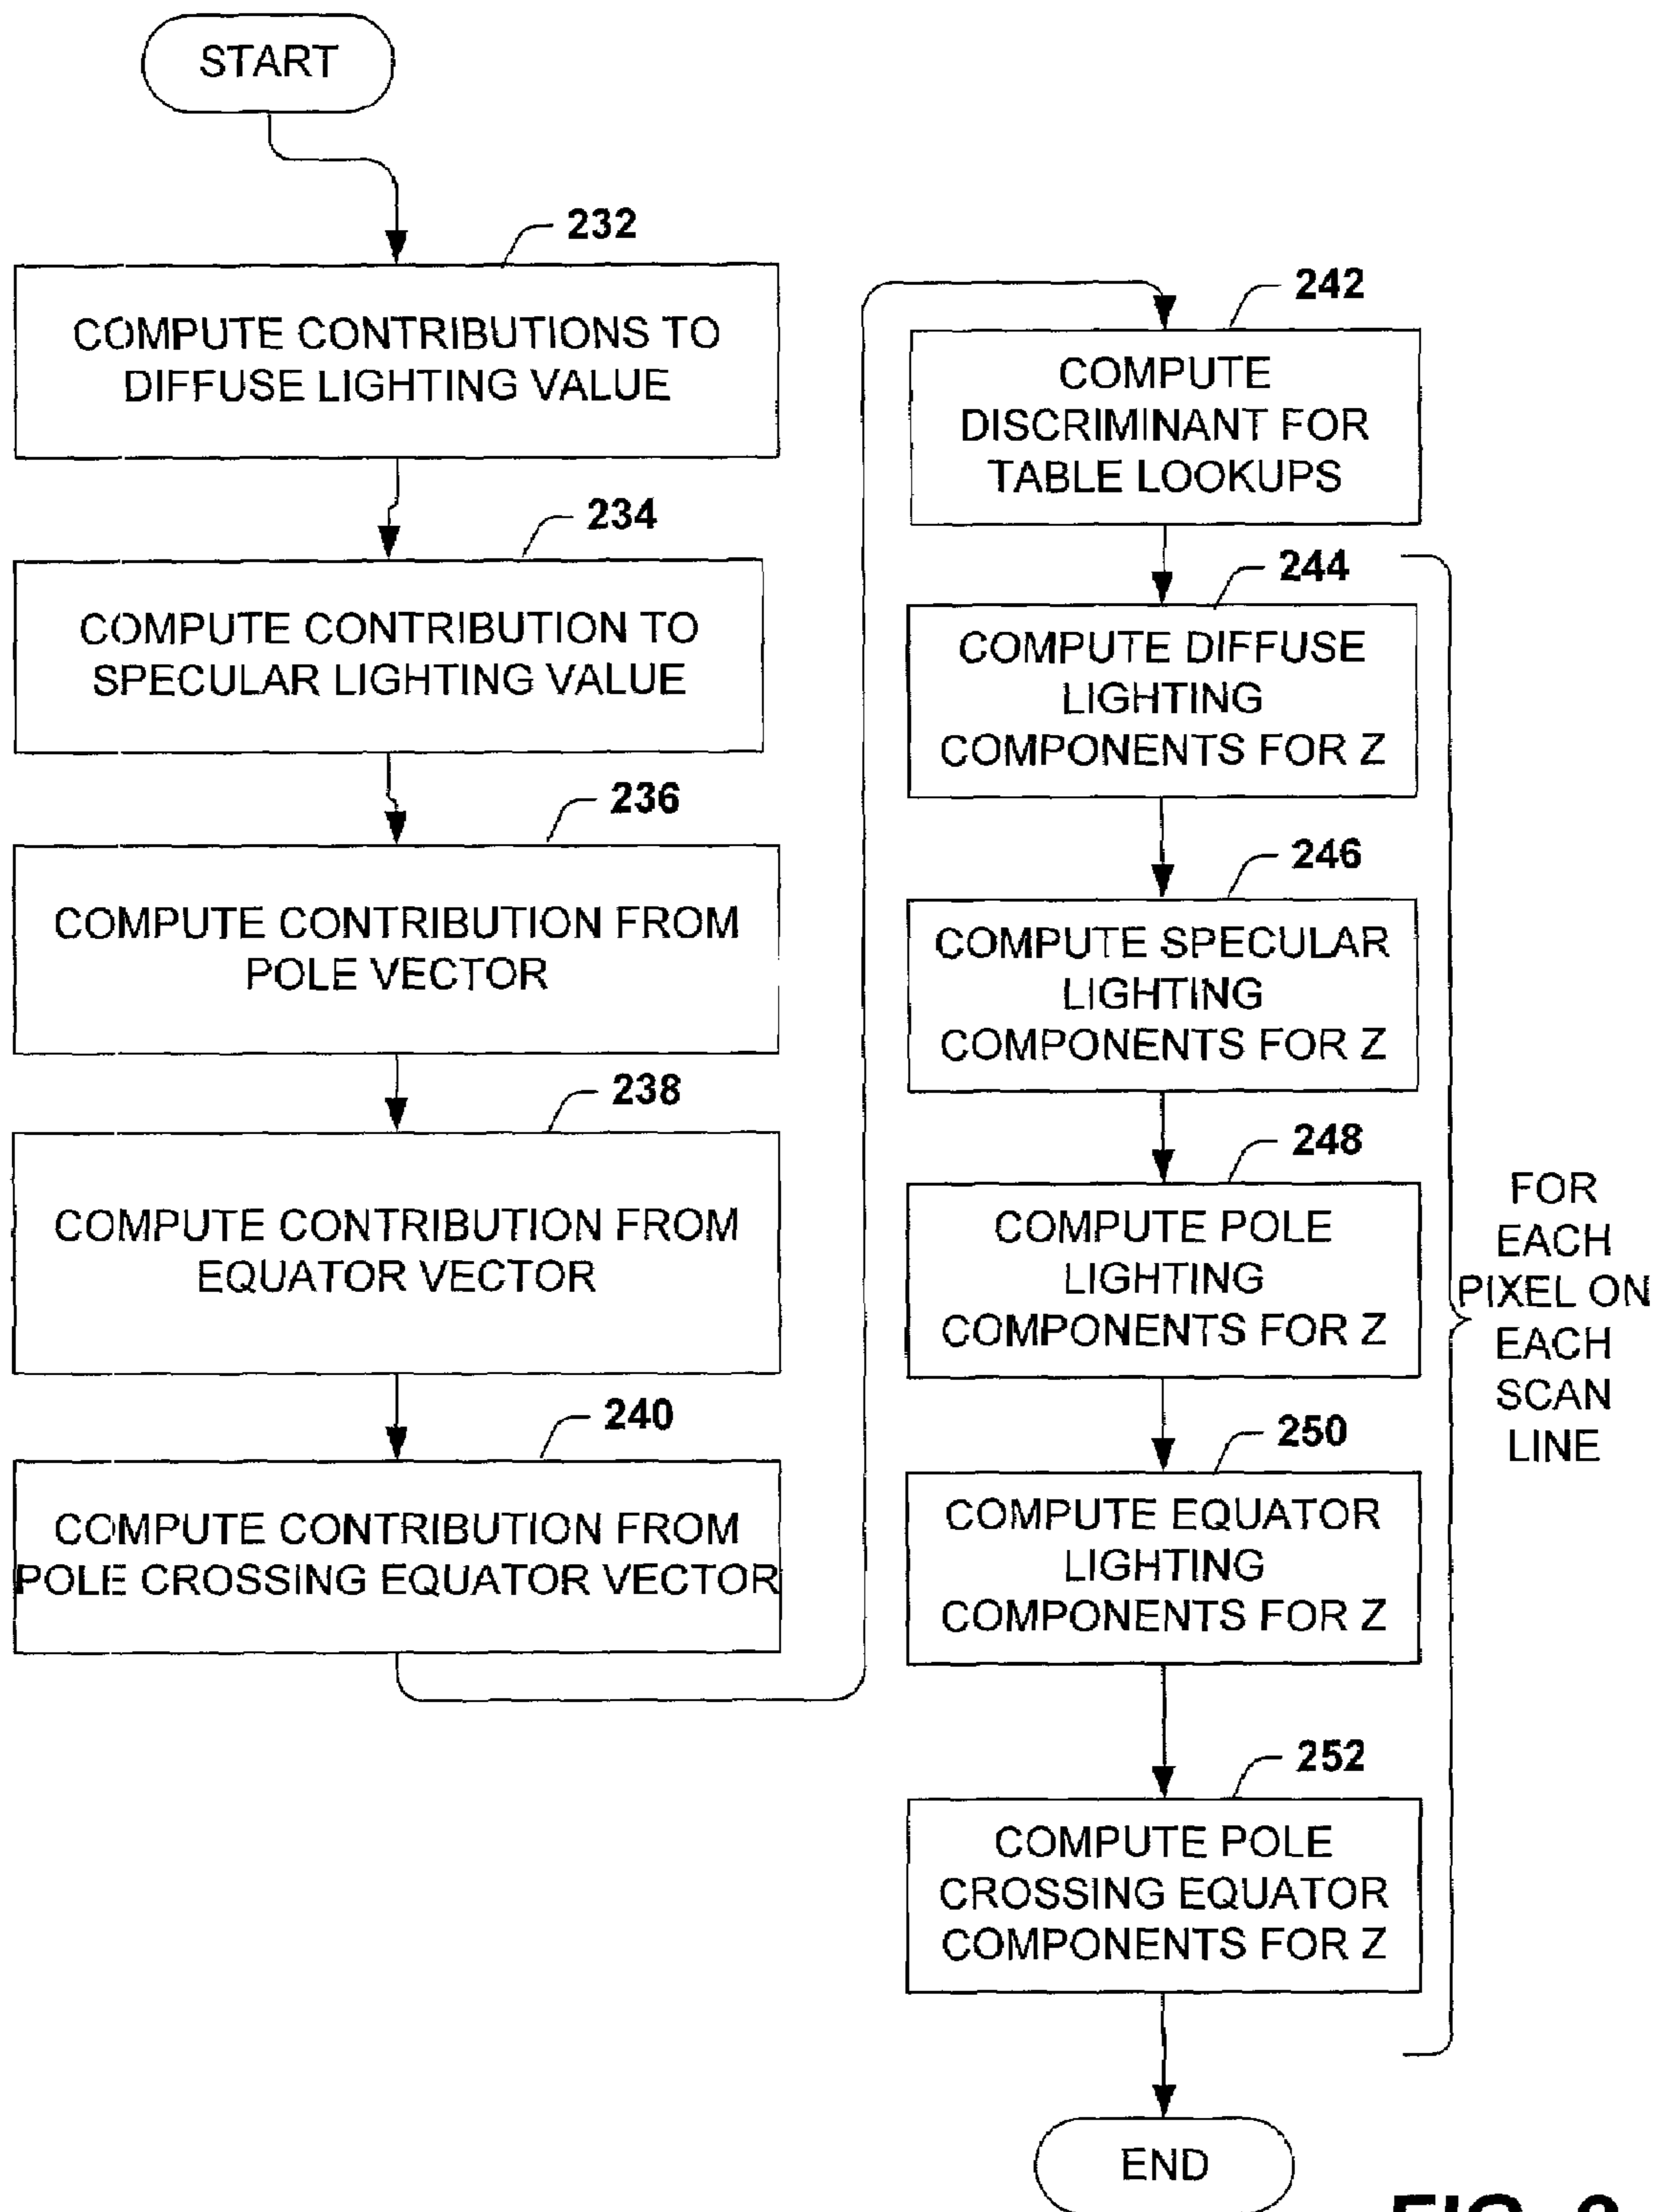 START
232
COMPUTE CONTRIBUTIONS TO
DIFFUSE LIGHTING VALUE
234
COMPUTE CONTRIBUTION TO
SPECULAR LIGHTING VALUE
236
COMPUTE CONTRIBUTION FROM
POLE VECTOR
238
COMPUTE CONTRIBUTION FROM
EQUATOR VECTOR
240
COMPUTE CONTRIBUTION FROM
POLE CROSSING EQUATOR VECTOR
242
COMPUTE
DISCRIMINANT FOR
TABLE LOOKUPS
244
COMPUTE DIFFUSE
LIGHTING
COMPONENTS FOR Z
246
COMPUTE SPECULAR
LIGHTING
COMPONENTS FOR Z
248
COMPUTE POLE
LIGHTING
COMPONENTS FOR Z
250
COMPUTE EQUATOR
LIGHTING
COMPONENTS FOR Z
252
COMPUTE POLE
CROSSING EQUATOR
COMPONENTS FOR Z
FOR
EACH
PIXEL ON
EACH
SCAN
LINE
END